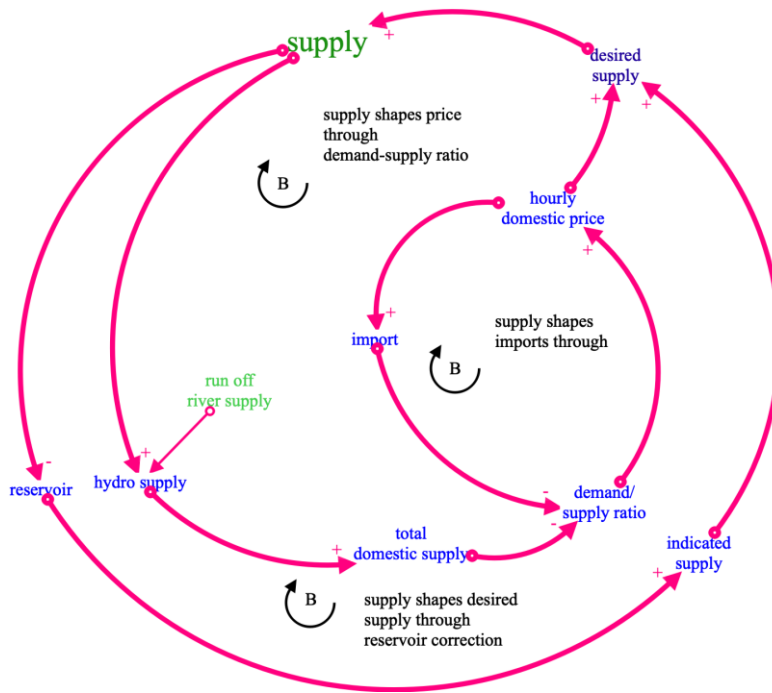 supply
+
desired
supply
+
+
supply shapes price
through
demand-supply ratio
B
hourly
domestic price
+
+
import
supply shapes
imports through
B
run off
river supply
-
+
reservoir
hydro supply
-
demand/
supply ratio
-
total
domestic supply
+
indicated
supply
+
B
supply shapes desired
supply through
reservoir correction